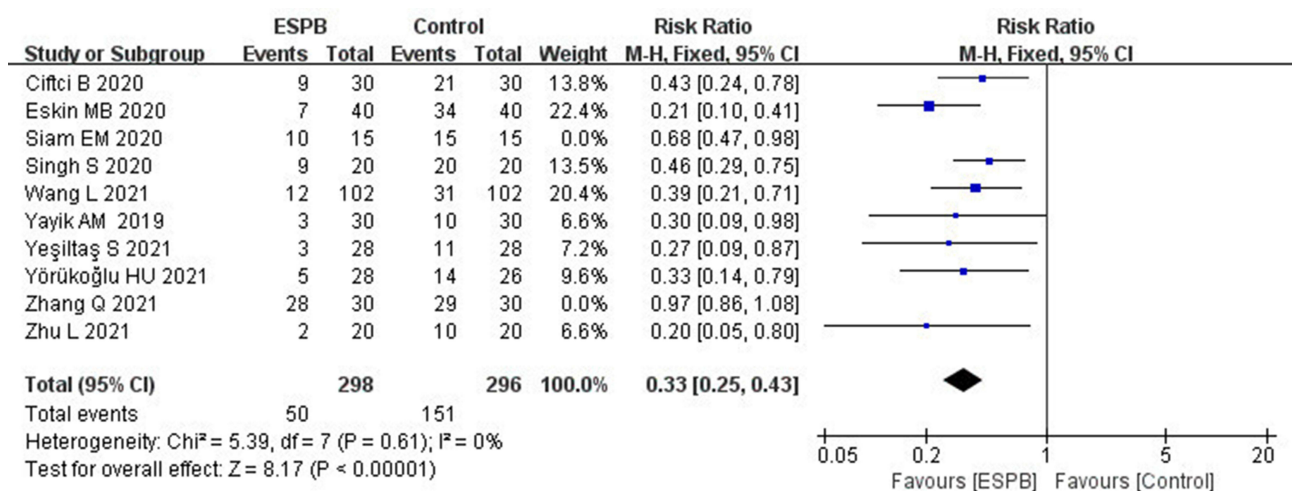 ESPB Control Risk Ratio Risk Ratio
Study or Subgroup Events Total Events Total Weight M-H, Fixed, 95% CI M-H, Fixed, 95% CI
Ciftci B 2020 9 30 21 30 13.8% 0.43 [0.24, 0.78]
Eskin MB 2020 7 40 34 40 22.4% 0.21 [0.10, 0.41]
Siam EM 2020 10 15 15 15 0.0% 0.68 [0.47, 0.98]
Singh S 2020 9 20 20 20 13.5% 0.46 [0.29, 0.75]
Wang L 2021 12 102 31 102 20.4% 0.39 [0.21, 0.71]
Yayik AM 2019 3 30 10 30 6.6% 0.30 [0.09, 0.98]
Yeşiltaş S 2021 3 28 11 28 7.2% 0.27 [0.09, 0.87]
Yörükoğlu HU 2021 5 28 14 26 9.6% 0.33 [0.14, 0.79]
Zhang Q 2021 28 30 29 30 0.0% 0.97 [0.86, 1.08]
Zhu L 2021 2 20 10 20 6.6% 0.20 [0.05, 0.80]
Total (95% CI) 298 296 100.0% 0.33 [0.25, 0.43]
Total events 50 151
Heterogeneity: Chi² = 5.39, df = 7 (P = 0.61); I² = 0%
Test for overall effect: Z = 8.17 (P < 0.00001)
0.05 0.2 1 5 20
Favours [ESPB] Favours [Control]